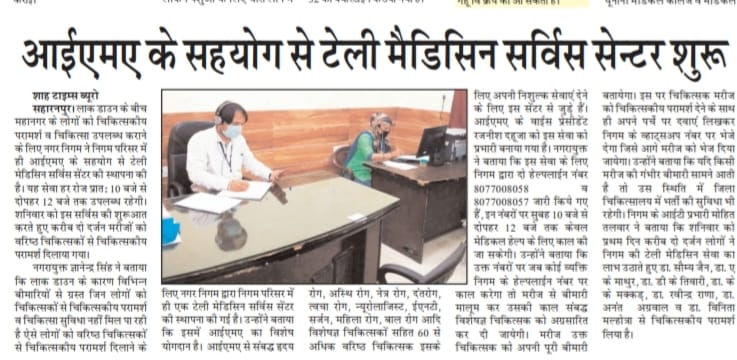 आईएमए के सहयोग से टेली मैडिसिन सर्विस सेन्टर शुरू
शाह टाइम्स ब्यूरो
सहारनपुर। लाक डाउन के बीच
महानगर के लोगों को चिकित्सकीय
परामर्श व चिकित्सा उपलब्ध कराने
के लिए नगर निगम ने निगम परिसर में
ही आईएमए के सहयोग से टेली
मेडिसिन सर्विस सेंटर की स्थापना की
है। यह सेवा हर रोज प्रात: 10 बजे से
दोपहर 12 बजे तक उपलब्ध रहेगी।
शनिवार को इस सर्विस की शुरूआत
करते हुए करीब दो दर्जन मरीजों को
वरिष्ठ चिकित्सकों से चिकित्सकीय
परामर्श दिलाया गया।
नगरायुक्त ज्ञानेन्द्र सिंह ने बताया
कि लाक डाउन के कारण विभिन्न
बीमारियों से ग्रस्त जिन लोगों को
चिकित्सकों से चिकित्सकीय परामर्श
व चिकित्सा सुविधा नहीं मिल पा रही
है ऐसे लोगों को वरिष्ठ चिकित्सकों
से चिकित्सकीय परामर्श दिलाने के
लिए नगर निगम द्वारा निगम परिसर में
ही एक टेली मेडिसिन सर्विस सेंटर
की स्थापना की गई है। उन्होंने बताया
कि इसमें आईएमए का विशेष
योगदान है। आईएमए से संबद्ध हृदय
रोग, अस्थि रोग, नेत्र रोग, दंतरोग,
त्वचा रोग, न्यूरोलाजिस्ट, ईएनटी,
सर्जन, महिला रोग, बाल रोग आदि
विशेषज्ञ चिकित्सकों सहित 60 से
अधिक वरिष्ठ चिकित्सक इसके
लिए अपनी निशुल्क सेवाएं देने
के लिए इस सेंटर से जुड़े हैं।
आईएमए के वाईस प्रेसीडेंट
रजनीश दहूजा को इस सेवा को
प्रभारी बनाया गया है। नगरायुक्त
ने बताया कि इस सेवा के लिए
निगम द्वारा दो हेल्पलाईन नंबर
8077008058 व
8077008057 जारी किये गए
हैं, इन नंबरों पर सुबह 10 बजे से
दोपहर 12 बजे तक केवल
मेडिकल हेल्प के लिए काल की
जा सकेगी। उन्होंने बताया कि
उक्त नंबरों पर जब कोई व्यक्ति
निगम के हेल्पलाईन नंबर पर
काल करेगा तो मरीज से बीमारी
मालूम कर उसकी काल संबद्ध
विशेषज्ञ चिकित्सक को अग्रसारित
कर दी जायेगी। मरीज उक्त
चिकित्सक को अपनी पूरी बीमारी
बतायेगा। इस पर चिकित्सक मरीज
को चिकित्सकीय परामर्श देने के साथ
ही अपने पर्चे पर दवाएं लिखकर
निगम के व्हाट्सअप नंबर पर भेजे
देगा जिसे आगे मरीज को भेज दिया
जायेगा। उन्होंने बताया कि यदि किसी
मरीज की गंभीर बीमारी सामने आती
है तो उस स्थिति में जिला
चिकित्सालय में भर्ती की सुविधा भी
रहेगी। निगम के आईटी प्रभारी मोहित
तलवार ने बताया कि शनिवार को
प्रथम दिन करीब दो दर्जन लोगों ने
निगम की टेली मेडिसन सेवा का
लाभ उठाते हुए डा. सौम्य जैन, डा. ए
के माथुर, डा. डी के तिवारी, डा. के
के मक्कड़, डा. रवीन्द्र राणा, डा.
अनंत अग्रवाल व डा. विनिता
मल्होत्रा से चिकित्सकीय परामर्श
लिया है।